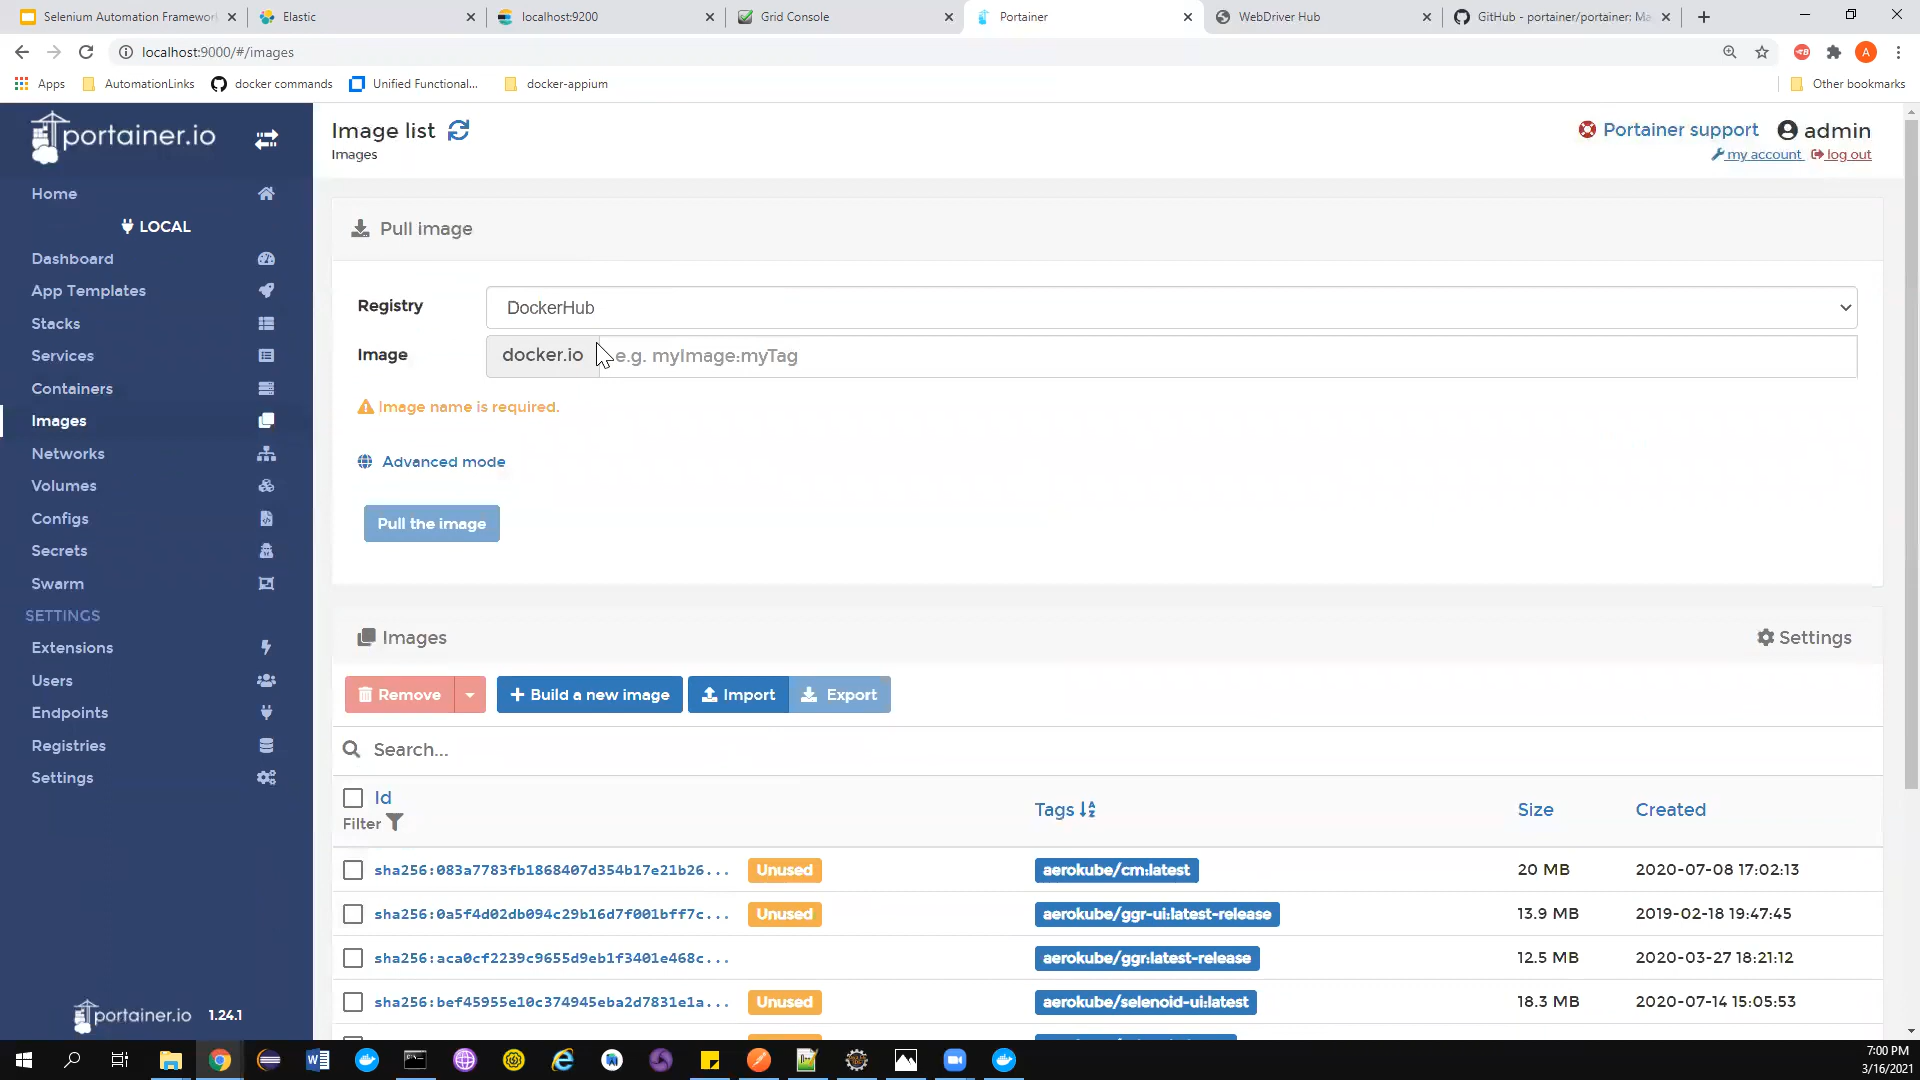 Selenium Automation Framework
Elastic
localhost:9200
Grid Console
Portainer
WebDriver Hub
GitHub - portainer/portainer: Ma
localhost:9000/#/images
A
Apps
AutomationLinks
docker commands
Unified Functional...
docker-appium
Other bookmarks
portainer.io
Home
LOCAL
Dashboard
App Templates
Stacks
Services
Containers
Images
Networks
Volumes
Configs
Secrets
Swarm
SETTINGS
Extensions
Users
Endpoints
Registries
Settings
portainer.io 1.24.1
Image list
Images
Portainer support
admin
my account
log out
Pull image
Registry
DockerHub
Image
docker.io
e.g. myImage:myTag
Image name is required.
Advanced mode
Pull the image
Images
Settings
Remove
Build a new image
Import
Export
Search...
Id
Filter
Tags
Size
Created
sha256:083a7783fb1868407d354b17e21b26... Unused aerokube/cm:latest 20 MB 2020-07-08 17:02:13
sha256:0a5f4d02db094c29b16d7f001bff7c... Unused aerokube/ggr-ui:latest-release 13.9 MB 2019-02-18 19:47:45
sha256:aca0cf2239c9655d9eb1f3401e468c... aerokube/ggr:latest-release 12.5 MB 2020-03-27 18:21:12
sha256:bef45955e10c374945eba2d7831e1a... Unused aerokube/selenoid-ui:latest 18.3 MB 2020-07-14 15:05:53
7:00 PM
3/16/2021